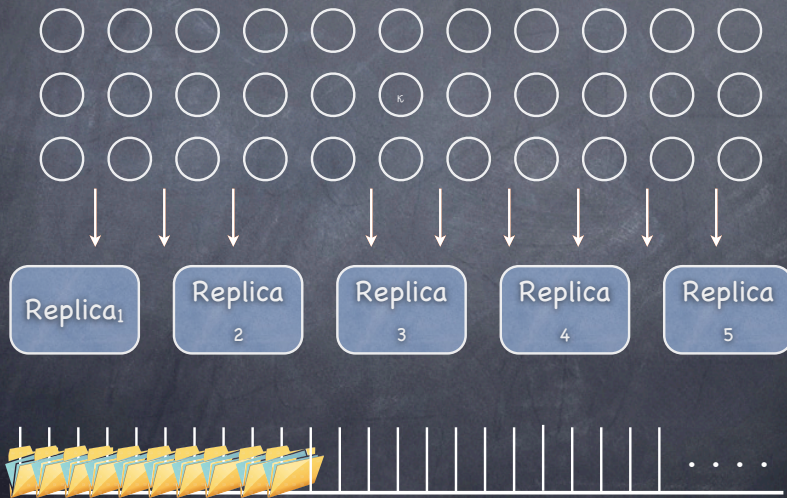 κ
Replica1
Replica
2
Replica
3
Replica
4
Replica
5
. . . .